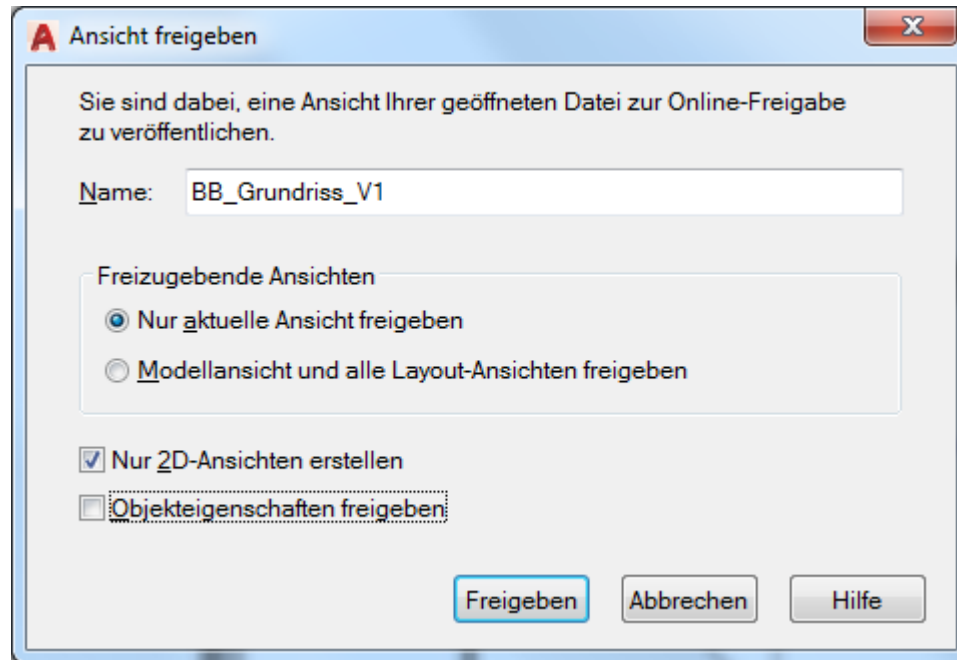 Ansicht freigeben
Sie sind dabei, eine Ansicht Ihrer geöffneten Datei zur Online-Freigabe
zu veröffentlichen.
Name: BB_Grundriss_V1
Freizugebende Ansichten
Nur aktuelle Ansicht freigeben
Modellansicht und alle Layout-Ansichten freigeben
Nur 2D-Ansichten erstellen
Objekteigenschaften freigeben
Freigeben Abbrechen Hilfe